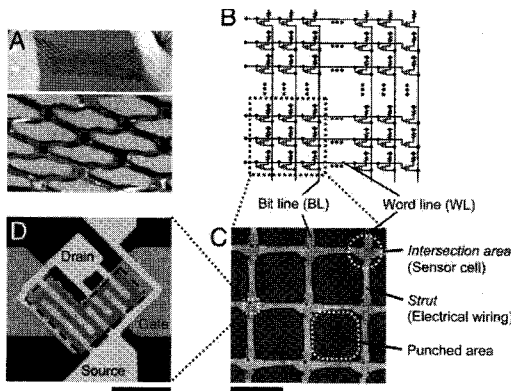 A
B
Bit line (BL)
Word line (WL)
D
Drain
Gate
Source
C
Intersection area
(Sensor cell)
Strut
(Electrical wiring)
Punched area